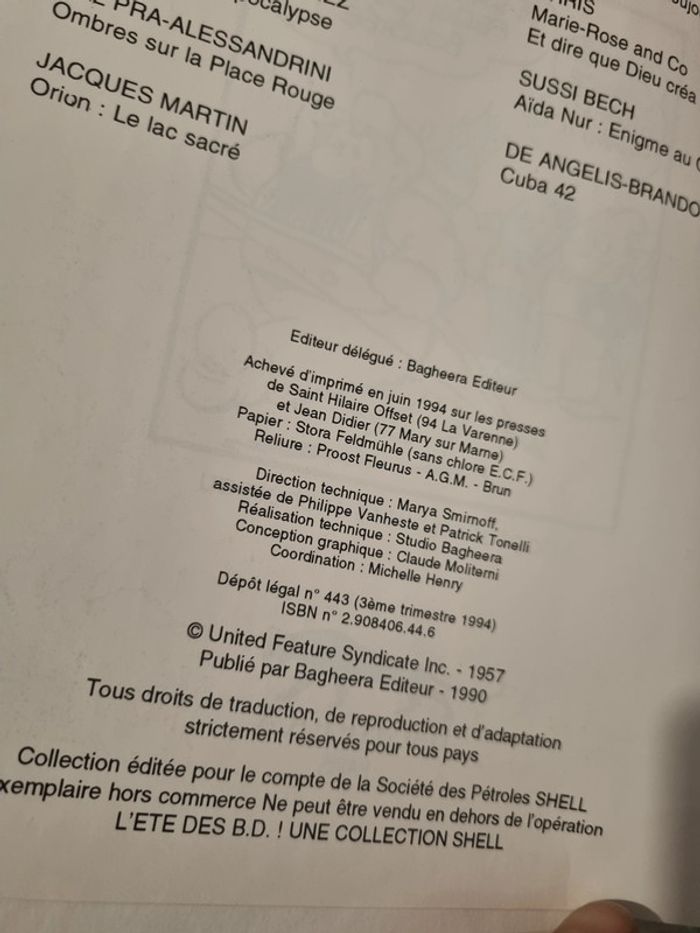 PRA-ALESSANDRINI
Ombres sur la Place Rouge
JACQUES MARTIN
Orion : Le lac sacré
Marie-Rose and Co
Et dire que Dieu créa
SUSSI BECH
Aïda Nur : Enigme au
DE ANGELIS-BRANDO
Cuba 42
Editeur délégué : Bagheera Editeur
Achevé d'imprimé en juin 1994 sur les presses
de Saint Hilaire Offset (94 La Varenne)
et Jean Didier (77 Mary sur Marne)
Papier : Stora Feldmühle (sans chlore E.C.F.)
Reliure : Proost Fleurus - A.G.M. - Brun
Direction technique : Marya Smirnoff,
assistée de Philippe Vanheste et Patrick Tonelli
Réalisation technique : Studio Bagheera
Conception graphique : Claude Moliterni
Coordination : Michelle Henry
Dépôt légal n° 443 (3ème trimestre 1994)
ISBN n° 2.908406.44.6
© United Feature Syndicate Inc. - 1957
Publié par Bagheera Editeur - 1990
Tous droits de traduction, de reproduction et d'adaptation
strictement réservés pour tous pays
Collection éditée pour le compte de la Société des Pétroles SHELL
xemplaire hors commerce Ne peut être vendu en dehors de l'opération
L'ETE DES B.D. ! UNE COLLECTION SHELL